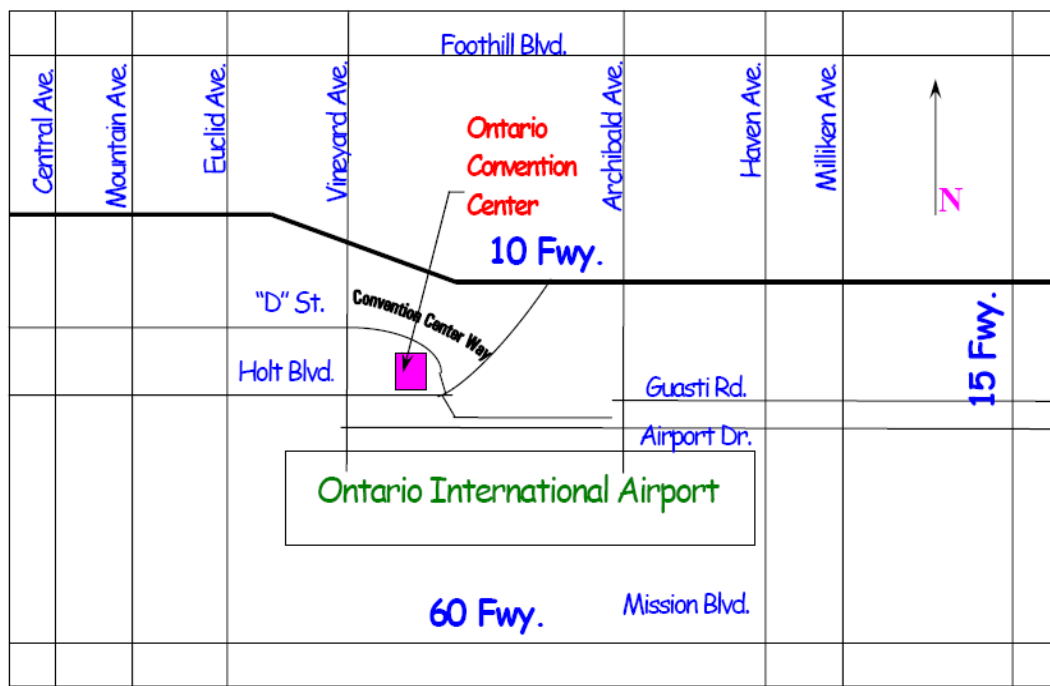 Foothill Blvd.
Central Ave.
Mountain Ave.
Euclid Ave.
Vineyard Ave.
Archibald Ave.
Haven Ave.
Milliken Ave.
Ontario
Convention
Center
N
10 Fwy.
"D" St.
Convention Center Way
15 Fwy.
Holt Blvd.
Guasti Rd.
Airport Dr.
Ontario International Airport
60 Fwy.
Mission Blvd.